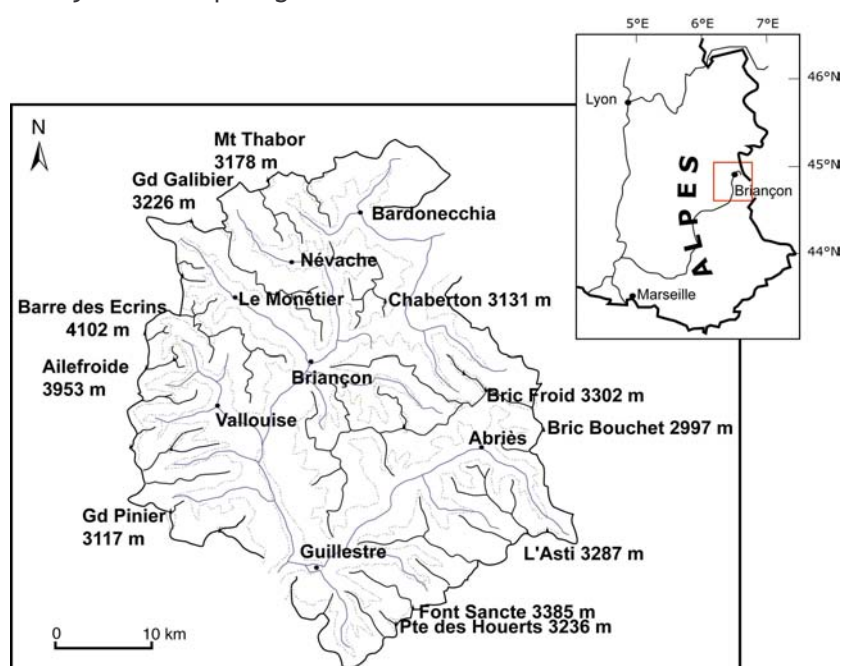 5°E 6°E 7°E
46°N
Lyon
45°N
Briançon
ALPES
44°N
Marseille
N
Mt Thabor
3178 m
Gd Galibier
3226 m
Bardonecchia
Névache
Le Monêtier
Chaberton 3131 m
Barre des Ecrins
4102 m
Ailefroide
3953 m
Briançon
Bric Froid 3302 m
Vallouise
Bric Bouchet 2997 m
Abriès
Gd Pinier
3117 m
Guillestre
L'Asti 3287 m
Font Sancte 3385 m
Pte des Houerts 3236 m
0 10 km